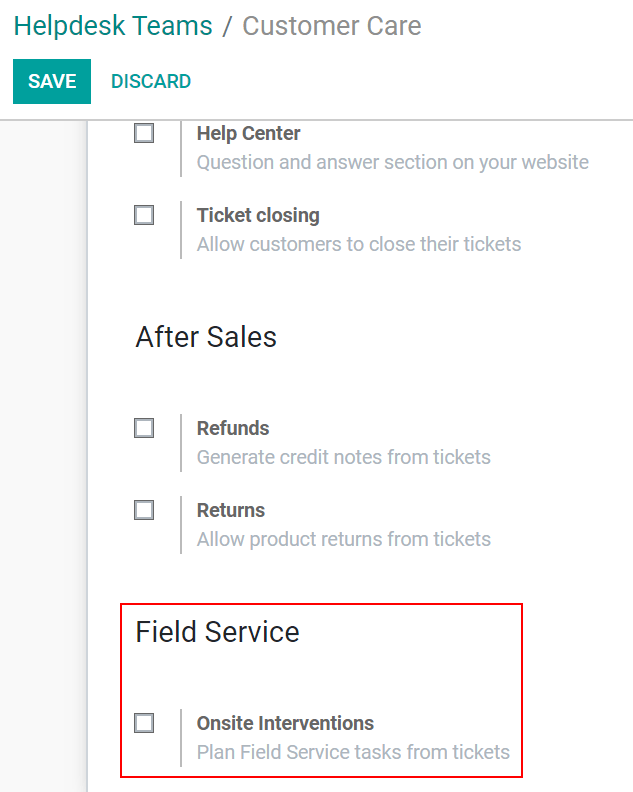 Helpdesk Teams / Customer Care
SAVE DISCARD
Help Center
Question and answer section on your website
Ticket closing
Allow customers to close their tickets
After Sales
Refunds
Generate credit notes from tickets
Returns
Allow product returns from tickets
Field Service
Onsite Interventions
Plan Field Service tasks from tickets